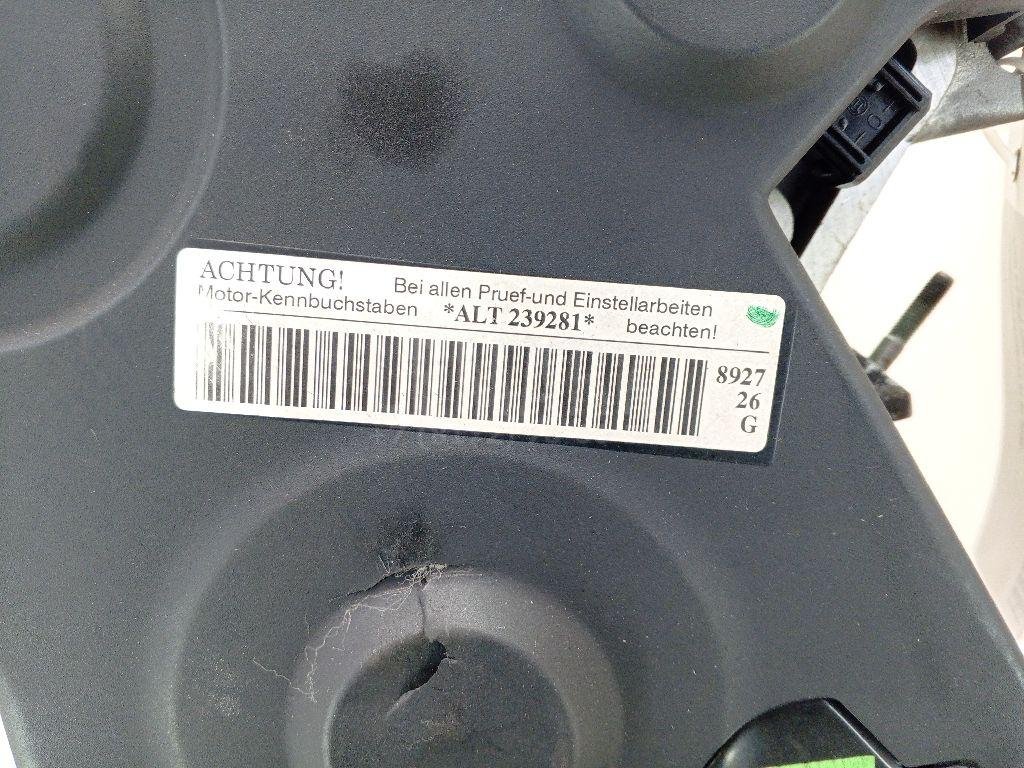 ACHTUNG! Bei allen Pruef-und Einstellarbeiten
Motor-Kennbuchstaben *ALT 239281* beachten!
8927
26
G